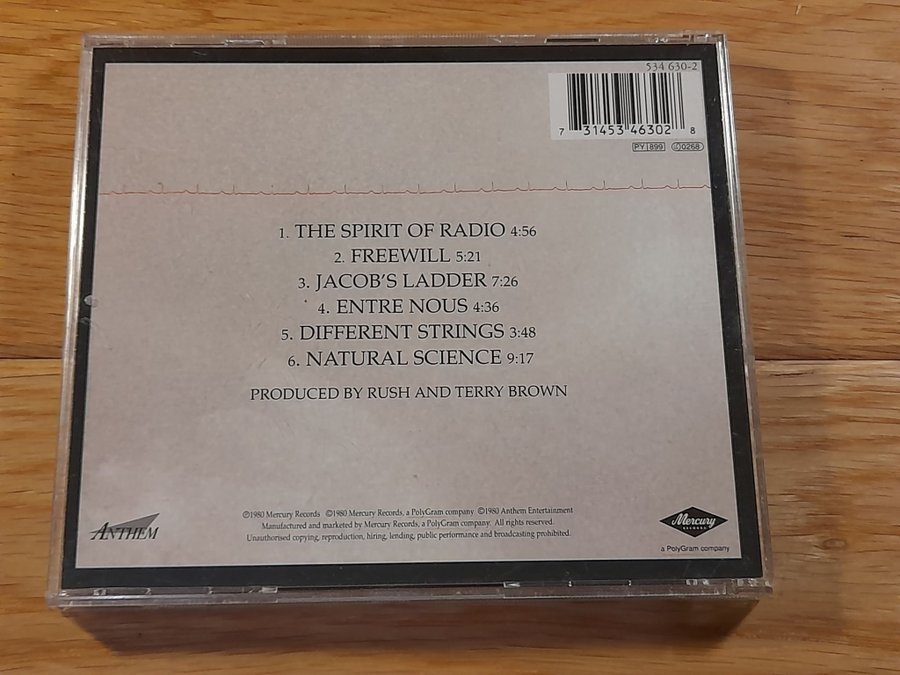 534 630-2
7 31453 46302 8
PY 899 LC 0268
1. THE SPIRIT OF RADIO 4:56
2. FREEWILL 5:21
3. JACOB'S LADDER 7:26
4. ENTRE NOUS 4:36
5. DIFFERENT STRINGS 3:48
6. NATURAL SCIENCE 9:17
PRODUCED BY RUSH AND TERRY BROWN
℗1980 Mercury Records ©1980 Mercury Records, a PolyGram company ©1980 Anthem Entertainment
Manufactured and marketed by Mercury Records, a PolyGram company. All rights reserved.
Unauthorised copying, reproduction, hiring, lending, public performance and broadcasting prohibited.
ANTHEM
Mercury
RECORDS
a PolyGram company